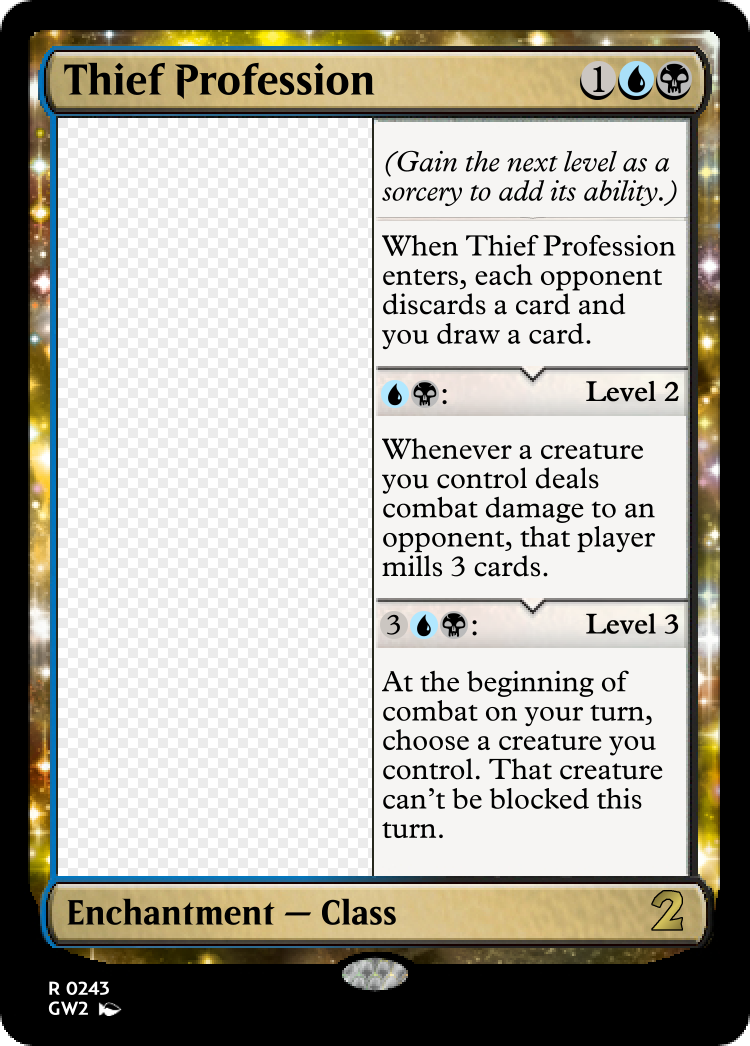 Thief Profession 1
(Gain the next level as a
sorcery to add its ability.)
When Thief Profession
enters, each opponent
discards a card and
you draw a card.
: Level 2
Whenever a creature
you control deals
combat damage to an
opponent, that player
mills 3 cards.
3 : Level 3
At the beginning of
combat on your turn,
choose a creature you
control. That creature
can’t be blocked this
turn.
Enchantment — Class 2
R 0243
GW2